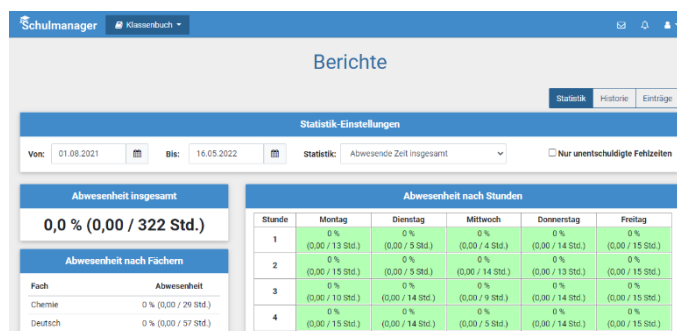 Schulmanager Klassenbuch
Berichte
Statistik Historie Einträge
Statistik-Einstellungen
Von: 01.08.2021 Bis: 16.05.2022 Statistik: Abwesende Zeit insgesamt Nur unentschuldigte Fehlzeiten
Abwesenheit insgesamt
0,0 % (0,00 / 322 Std.)
Abwesenheit nach Fächern
Fach Abwesenheit
Chemie 0 % (0,00 / 29 Std.)
Deutsch 0 % (0,00 / 57 Std.)
Abwesenheit nach Stunden
Stunde Montag Dienstag Mittwoch Donnerstag Freitag
1
0 % 0 % 0 % 0 % 0 %
(0,00 / 13 Std.) (0,00 / 5 Std.) (0,00 / 4 Std.) (0,00 / 14 Std.) (0,00 / 15 Std.)
2
0 % 0 % 0 % 0 % 0 %
(0,00 / 15 Std.) (0,00 / 5 Std.) (0,00 / 14 Std.) (0,00 / 13 Std.) (0,00 / 15 Std.)
3
0 % 0 % 0 % 0 % 0 %
(0,00 / 10 Std.) (0,00 / 14 Std.) (0,00 / 9 Std.) (0,00 / 14 Std.) (0,00 / 15 Std.)
4
0 % 0 % 0 % 0 % 0 %
(0,00 / 15 Std.) (0,00 / 14 Std.) (0,00 / 5 Std.) (0,00 / 14 Std.) (0,00 / 15 Std.)